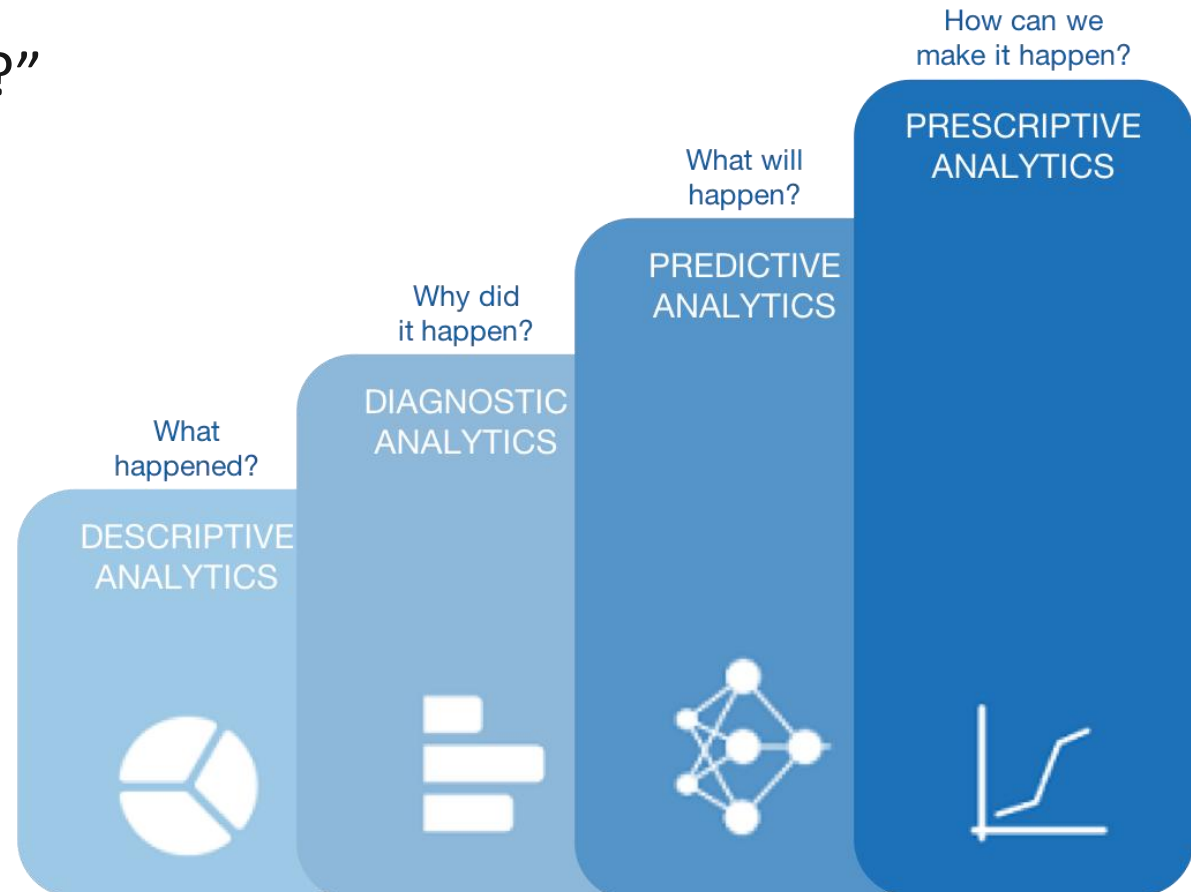 ?”
How can we
make it happen?
PRESCRIPTIVE
ANALYTICS
What will
happen?
PREDICTIVE
ANALYTICS
Why did
it happen?
DIAGNOSTIC
ANALYTICS
What
happened?
DESCRIPTIVE
ANALYTICS